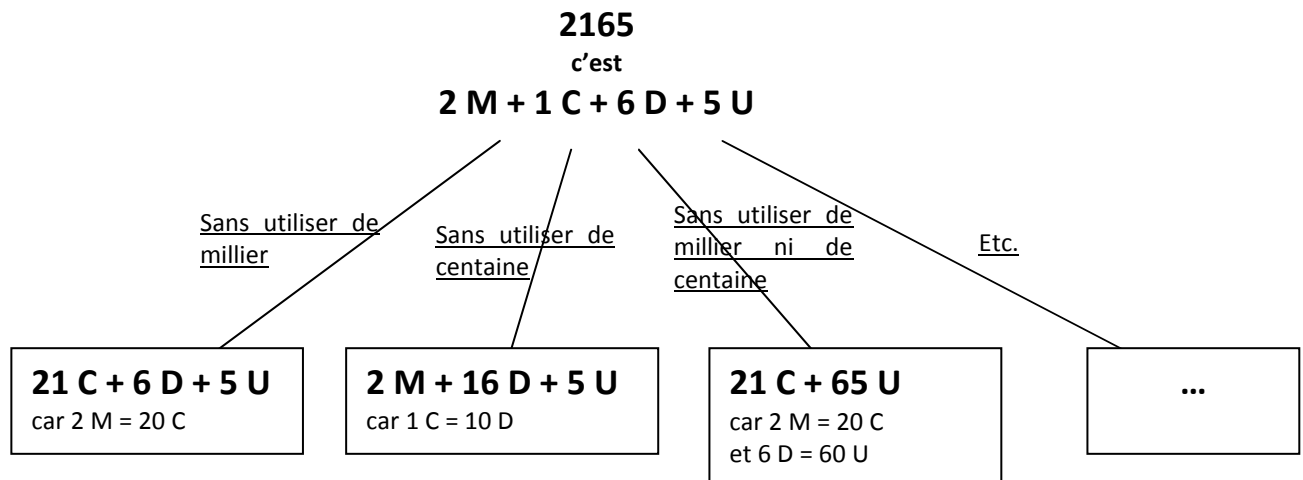 2165
c’est
2 M + 1 C + 6 D + 5 U
Sans utiliser de
millier
Sans utiliser de
centaine
Sans utiliser de
millier ni de
centaine
Etc.
21 C + 6 D + 5 U
car 2 M = 20 C
2 M + 16 D + 5 U
car 1 C = 10 D
21 C + 65 U
car 2 M = 20 C
et 6 D = 60 U
...